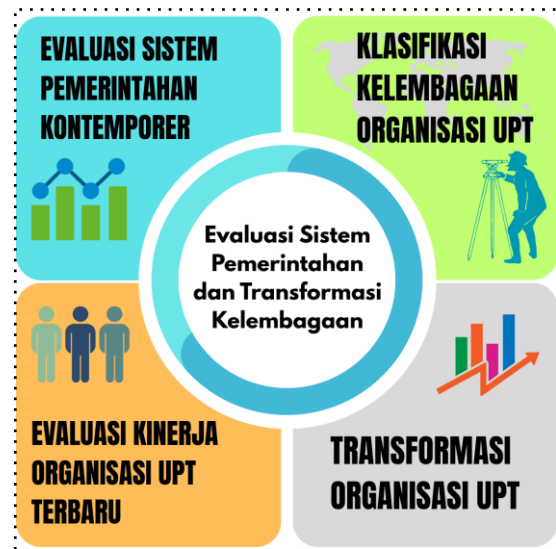 EVALUASI SISTEM
PEMERINTAHAN
KONTEMPORER
KLASIFIKASI
KELEMBAGAAN
ORGANISASI UPT
Evaluasi Sistem
Pemerintahan
dan Transformasi
Kelembagaan
EVALUASI KINERJA
ORGANISASI UPT
TERBARU
TRANSFORMASI
ORGANISASI UPT